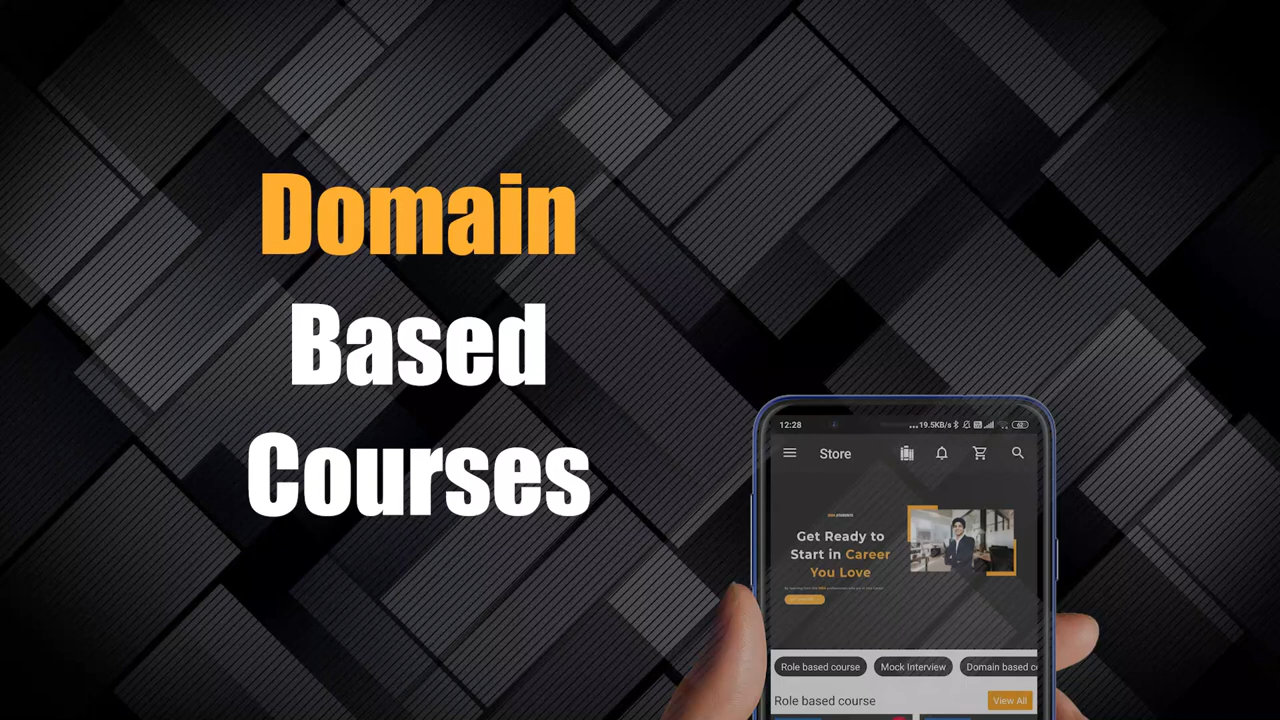 Domain
Based
Courses
12:28
19.5KB/s
62
Store
Get Ready to
Start in Career
You Love
Role based course
Mock Interview
Domain based c
Role based course
View All